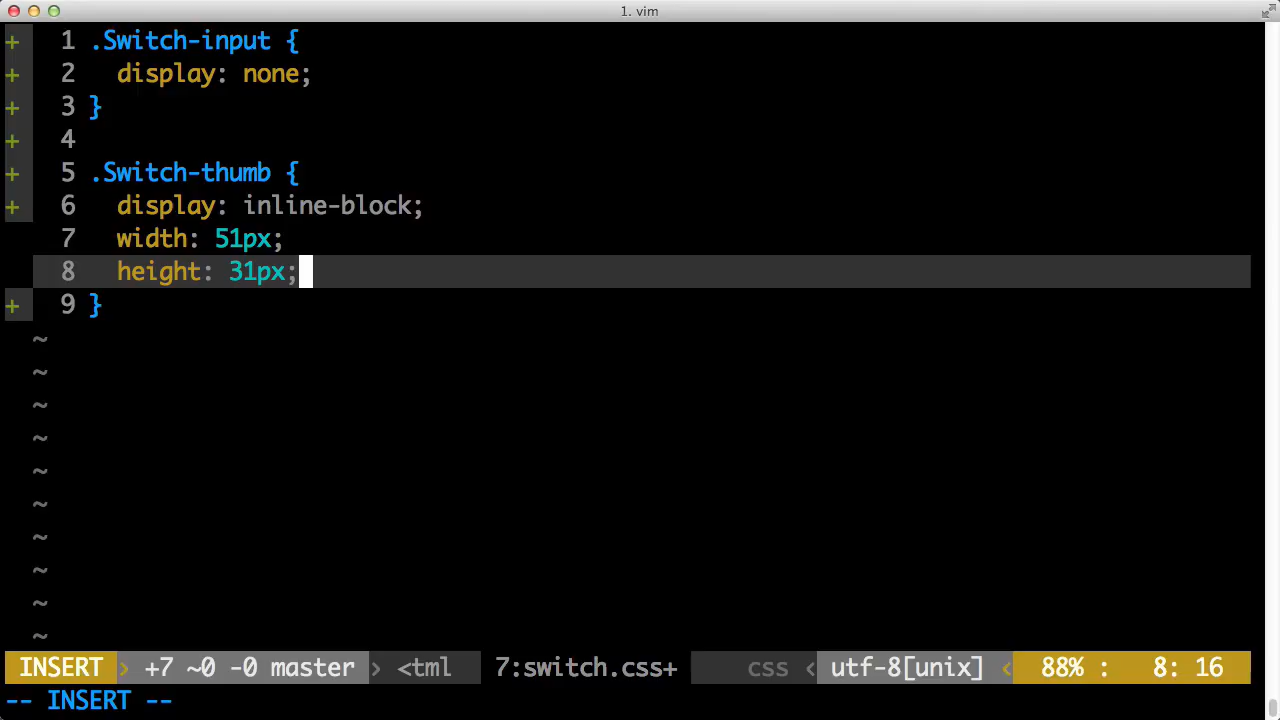 1. vim
+ 1 .Switch-input {
+ 2 display: none;
+ 3 }
+ 4
+ 5 .Switch-thumb {
+ 6 display: inline-block;
7 width: 51px;
8 height: 31px;
+ 9 }
~
~
~
~
~
~
~
~
~
~
INSERT › +7 ~0 -0 master › <tml 7:switch.css+ css ‹ utf-8[unix] ‹ 88% : 8: 16
-- INSERT --